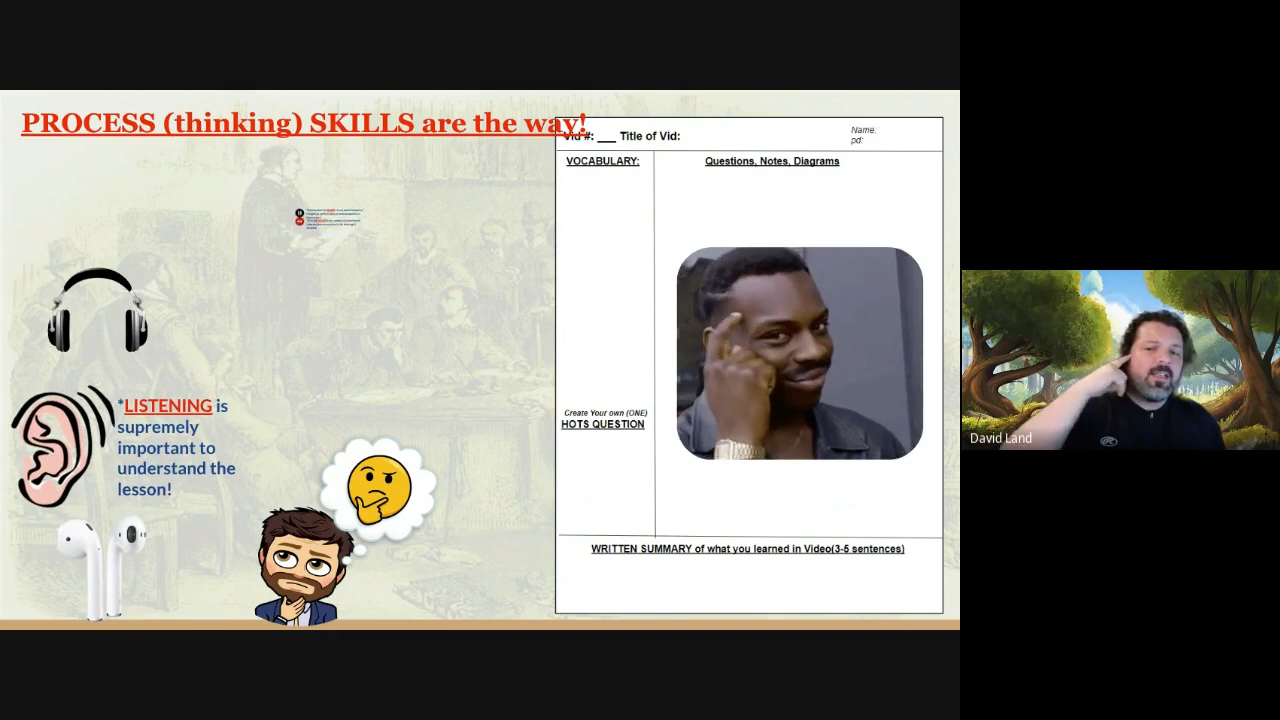 PROCESS (thinking) SKILLS are the way!
Vid #: ___ Title of Vid:
Name.
pd:
VOCABULARY:
Questions, Notes, Diagrams
*LISTENING is
supremely
important to
understand the
lesson!
Create Your own (ONE)
HOTS QUESTION
WRITTEN SUMMARY of what you learned in Video(3-5 sentences)
David Land